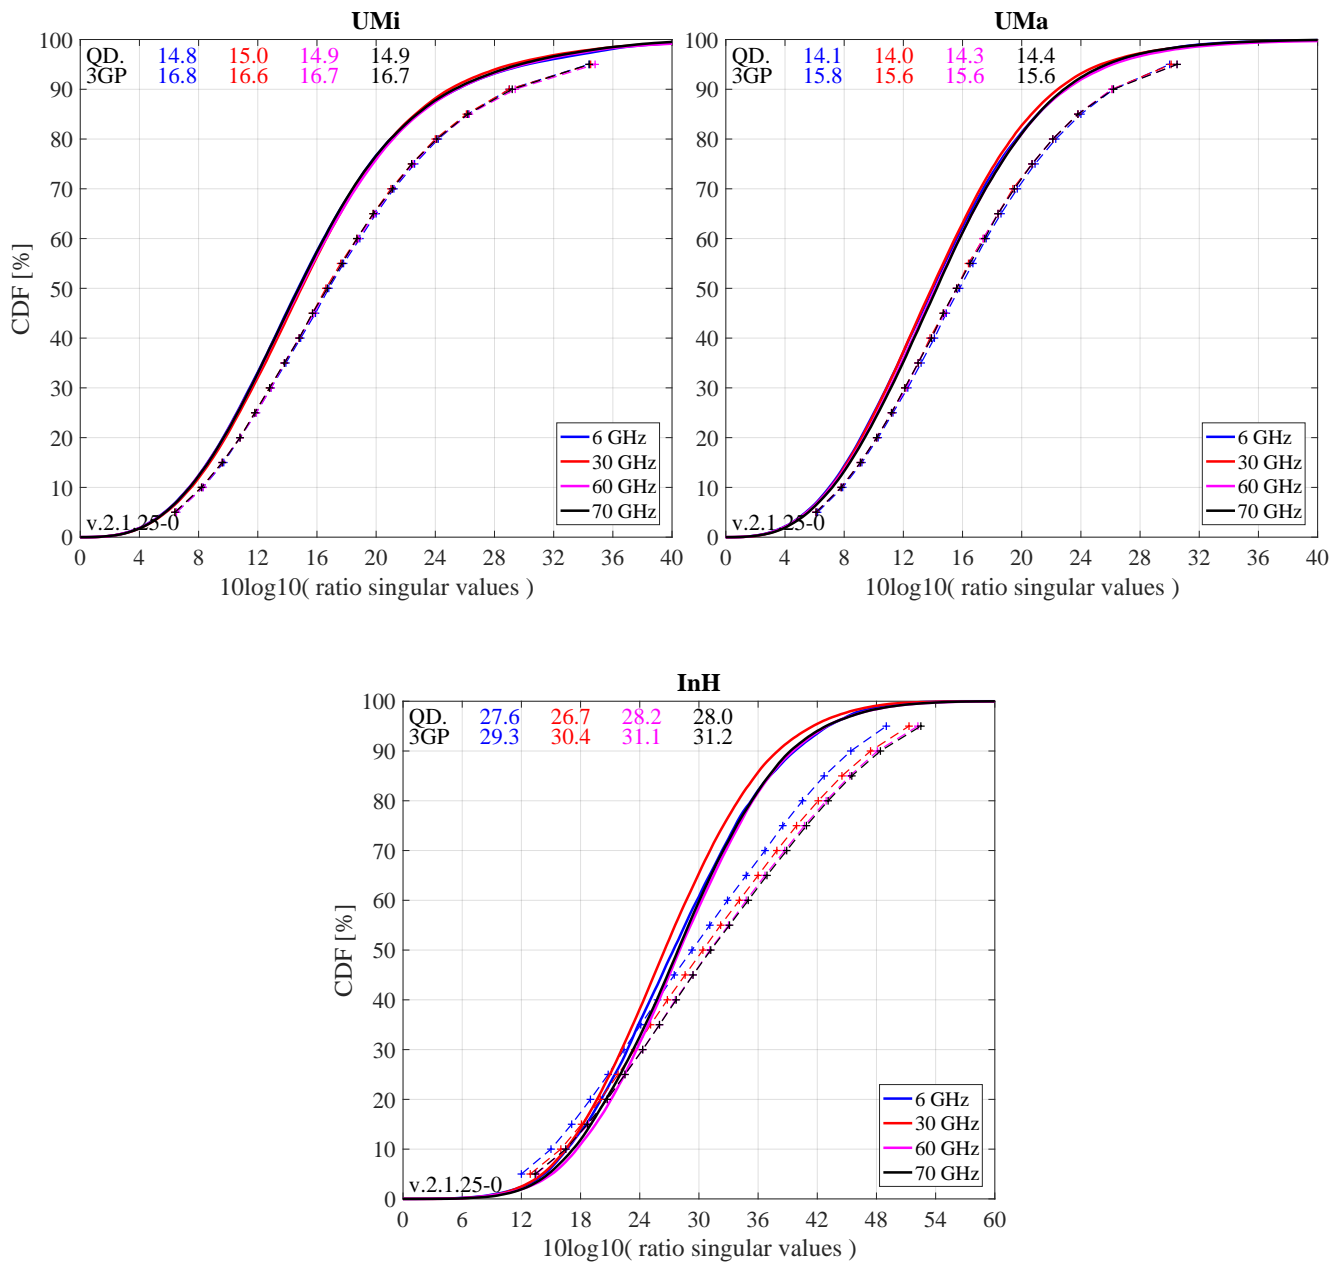 UMi
QD. 14.8 15.0 14.9 14.9
3GP 16.8 16.6 16.7 16.7
100
90
80
70
60
50
40
30
20
10
0
CDF [%]
6 GHz
30 GHz
60 GHz
70 GHz
v.2.1.25-0
0 4 8 12 16 20 24 28 32 36 40
10log10( ratio singular values )
UMa
QD. 14.1 14.0 14.3 14.4
3GP 15.8 15.6 15.6 15.6
100
90
80
70
60
50
40
30
20
10
0
6 GHz
30 GHz
60 GHz
70 GHz
v.2.1.25-0
0 4 8 12 16 20 24 28 32 36 40
10log10( ratio singular values )
InH
QD. 27.6 26.7 28.2 28.0
3GP 29.3 30.4 31.1 31.2
100
90
80
70
60
50
40
30
20
10
0
CDF [%]
6 GHz
30 GHz
60 GHz
70 GHz
v.2.1.25-0
0 6 12 18 24 30 36 42 48 54 60
10log10( ratio singular values )